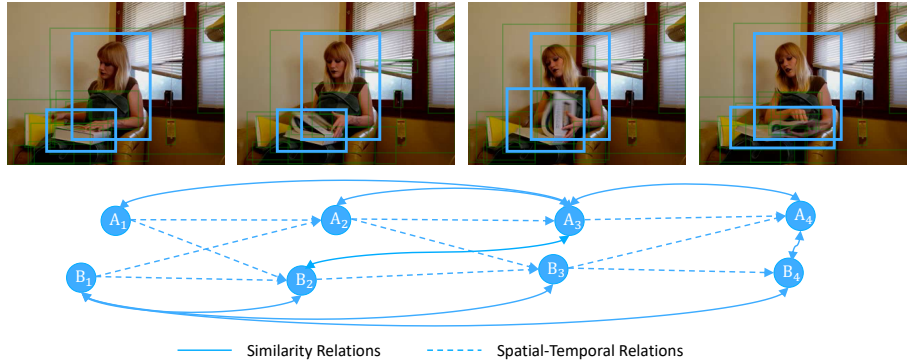 A1
A2
A3
A4
B1
B2
B3
B4
Similarity Relations
Spatial-Temporal Relations